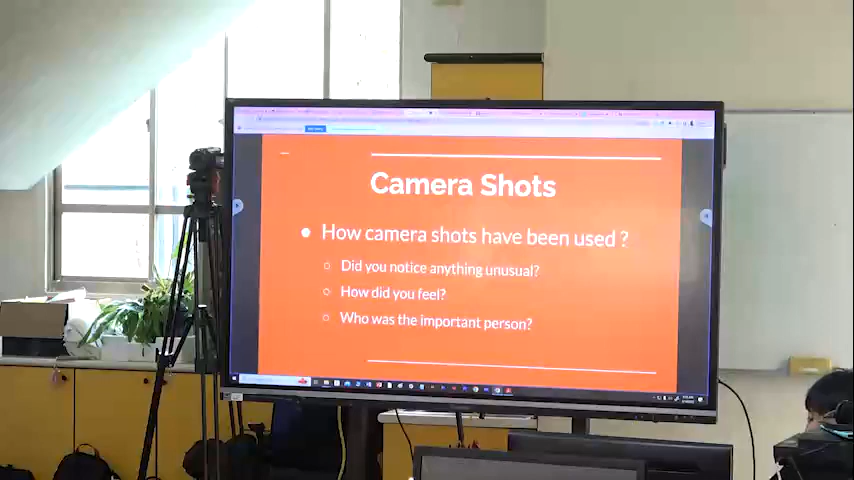 Camera Shots
How camera shots have been used ?
Did you notice anything unusual?
How did you feel?
Who was the important person?